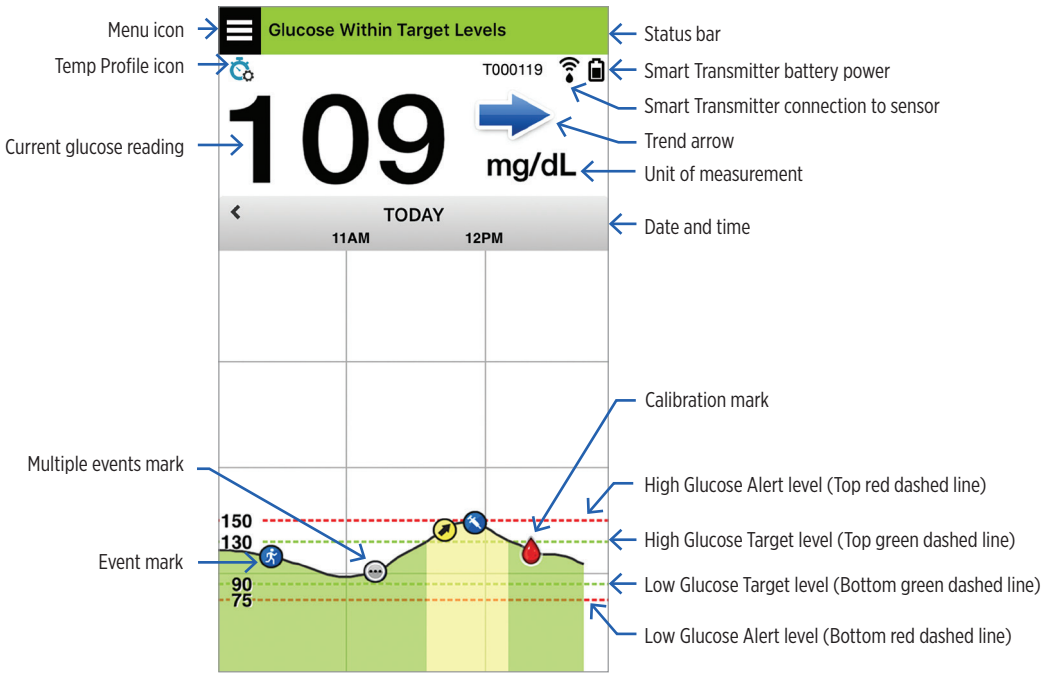 Menu icon
Glucose Within Target Levels
Status bar
Temp Profile icon
T000119
Smart Transmitter battery power
Smart Transmitter connection to sensor
Current glucose reading
109
Trend arrow
mg/dL
Unit of measurement
TODAY
Date and time
11AM
12PM
Calibration mark
Multiple events mark
High Glucose Alert level (Top red dashed line)
150
130
High Glucose Target level (Top green dashed line)
Event mark
90
Low Glucose Target level (Bottom green dashed line)
75
Low Glucose Alert level (Bottom red dashed line)